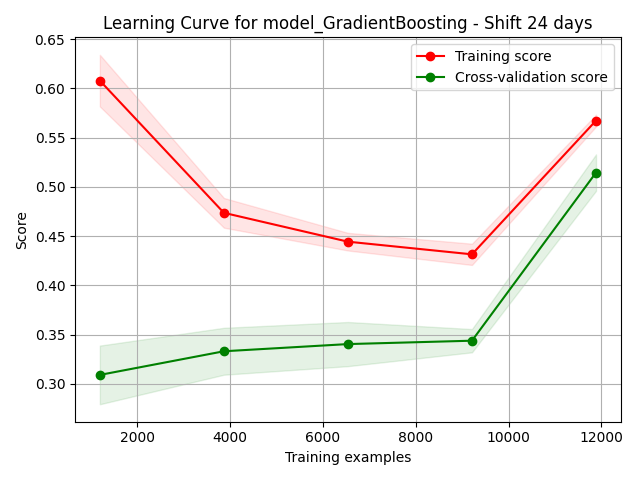 Learning Curve for model_GradientBoosting - Shift 24 days
Training score
Cross-validation score
0.65
0.60
0.55
0.50
0.45
0.40
0.35
0.30
Score
2000 4000 6000 8000 10000 12000
Training examples